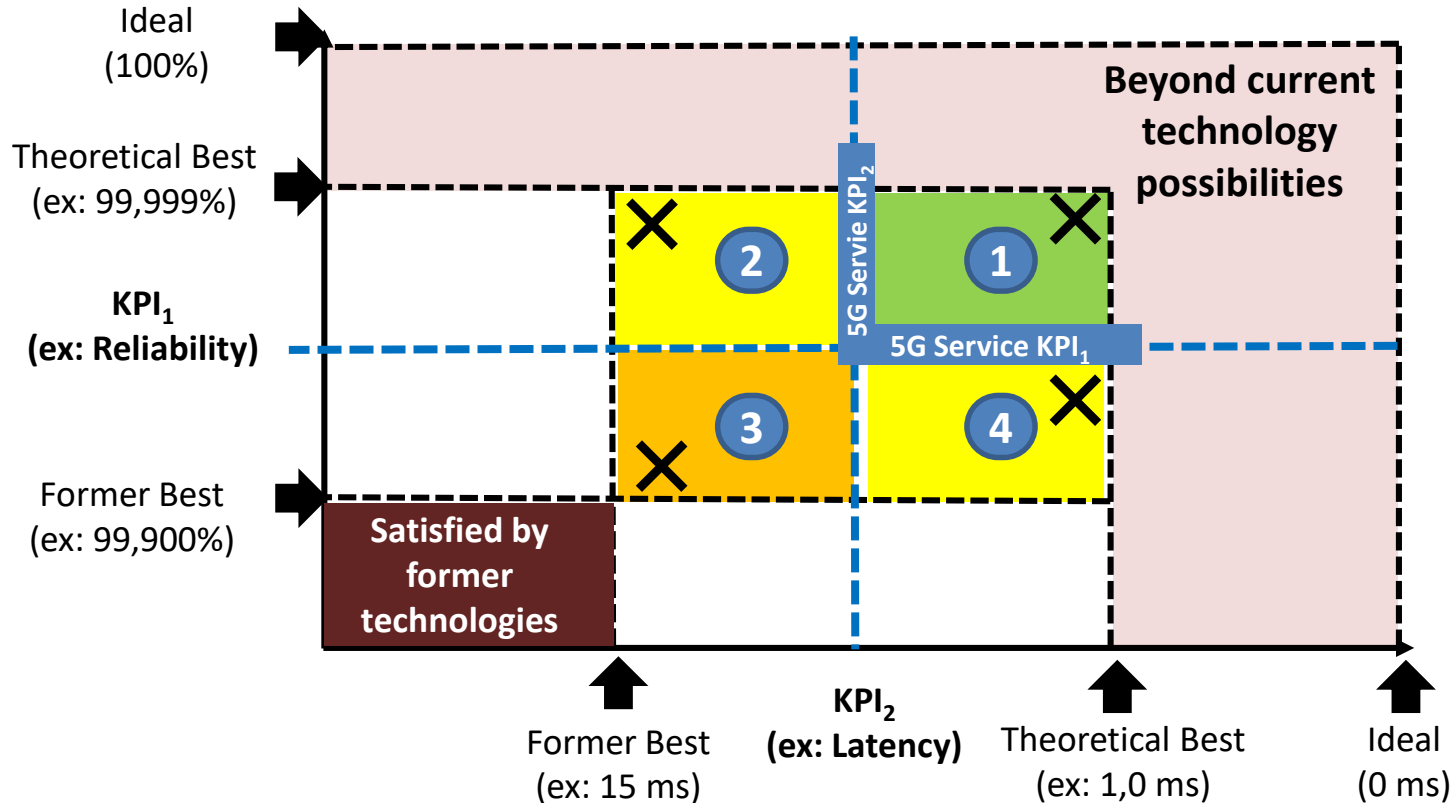 Ideal
(100%)
Theoretical Best
(ex: 99,999%)
KPI₁
(ex: Reliability)
Former Best
(ex: 99,900%)
Beyond current
technology
possibilities
5G Servie KPI₂
2
1
5G Service KPI₁
3
4
Satisfied by
former
technologies
Former Best
(ex: 15 ms)
KPI₂
(ex: Latency)
Theoretical Best
(ex: 1,0 ms)
Ideal
(0 ms)